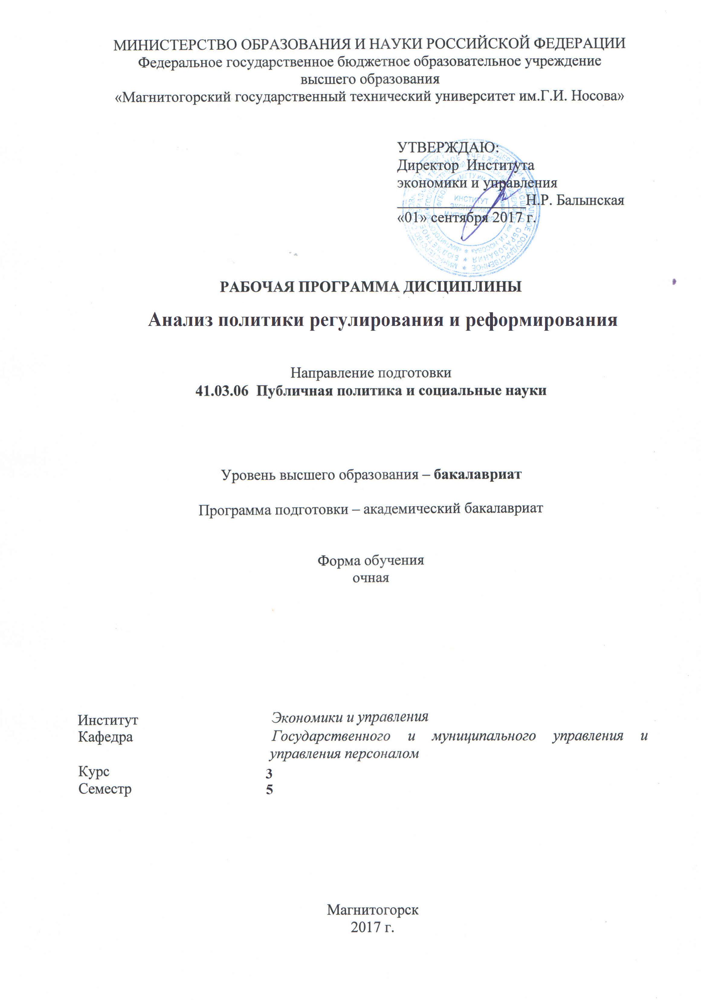 МИНИСТЕРСТВО ОБРАЗОВАНИЯ И НАУКИ РОССИЙСКОЙ ФЕДЕРАЦИИ
Федеральное государственное бюджетное образовательное учреждение
высшего образования
«Магнитогорский государственный технический университет им.Г.И. Носова»
УТВЕРЖДАЮ:
Директор Института
экономики и управления
Н.Р. Балынская
«01» сентября 2017 г.
ИНСТИТУТ
ЭКОНОМИКИ
РАБОЧАЯ ПРОГРАММА ДИСЦИПЛИНЫ
Анализ политики регулирования и реформирования
Направление подготовки
41.03.06 Публичная политика и социальные науки
Уровень высшего образования – бакалавриат
Программа подготовки – академический бакалавриат
Форма обучения
очная
Институт Экономики и управления
Кафедра Государственного и муниципального управления и
управления персоналом
Курс 3
Семестр 5
Магнитогорск
2017 г.